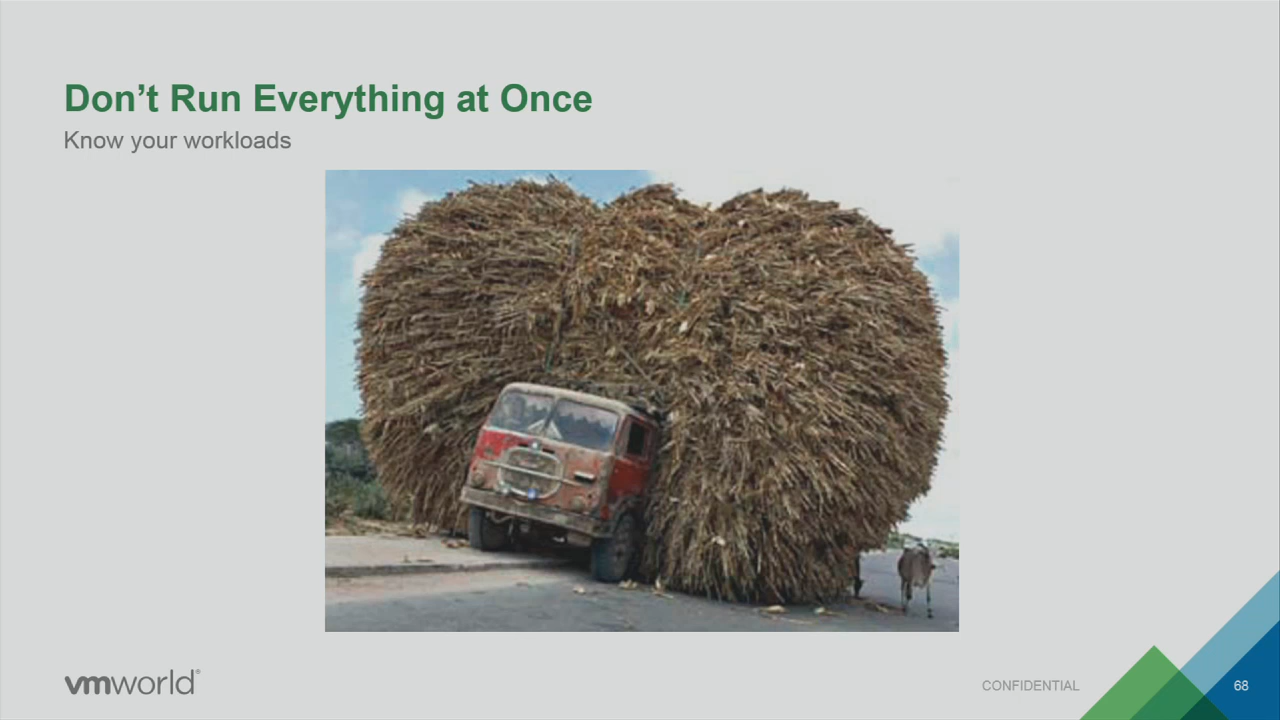 Don't Run Everything at Once
Know your workloads
vmworld®
CONFIDENTIAL
68